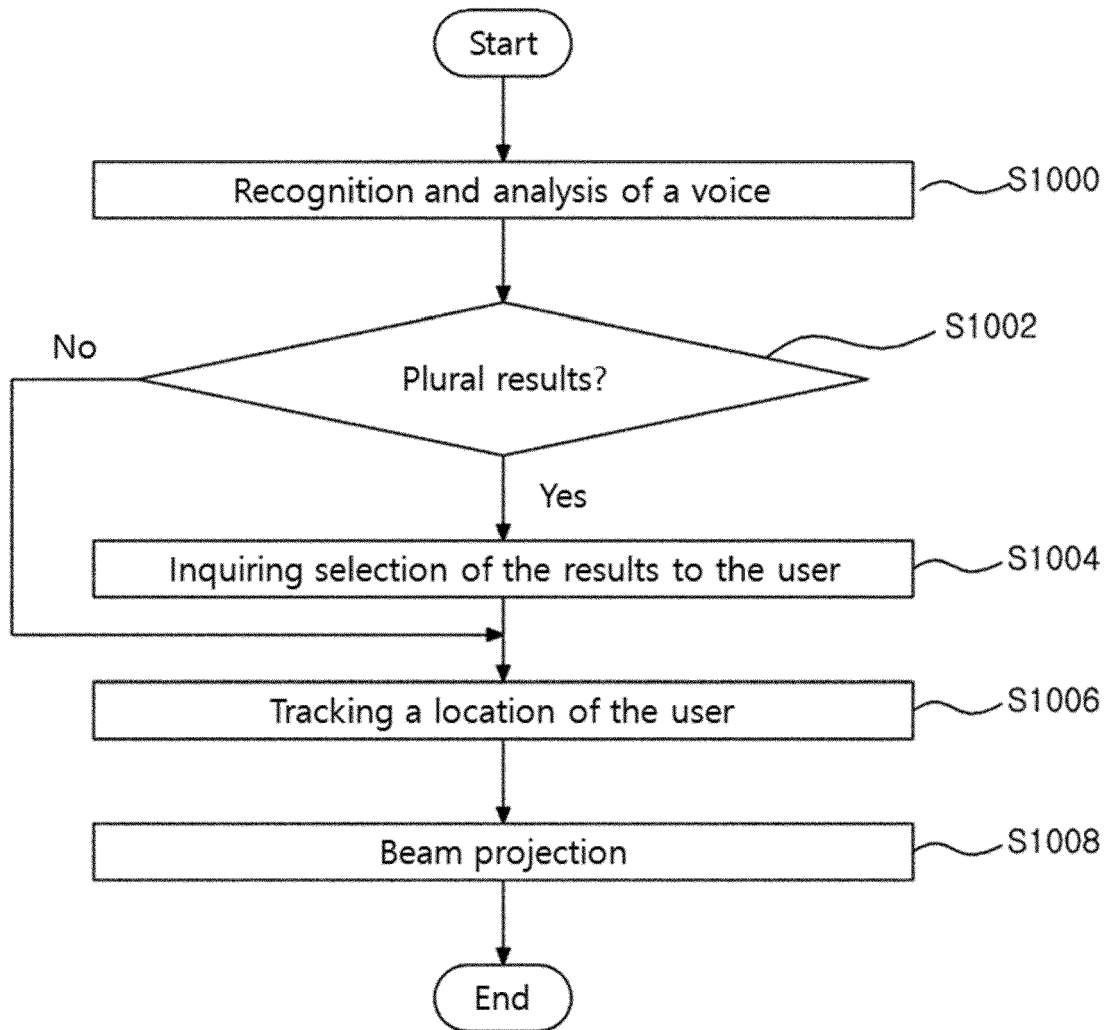 Start
Recognition and analysis of a voice
S1000
Plural results?
S1002
No
Yes
Inquiring selection of the results to the user
S1004
Tracking a location of the user
S1006
Beam projection
S1008
End